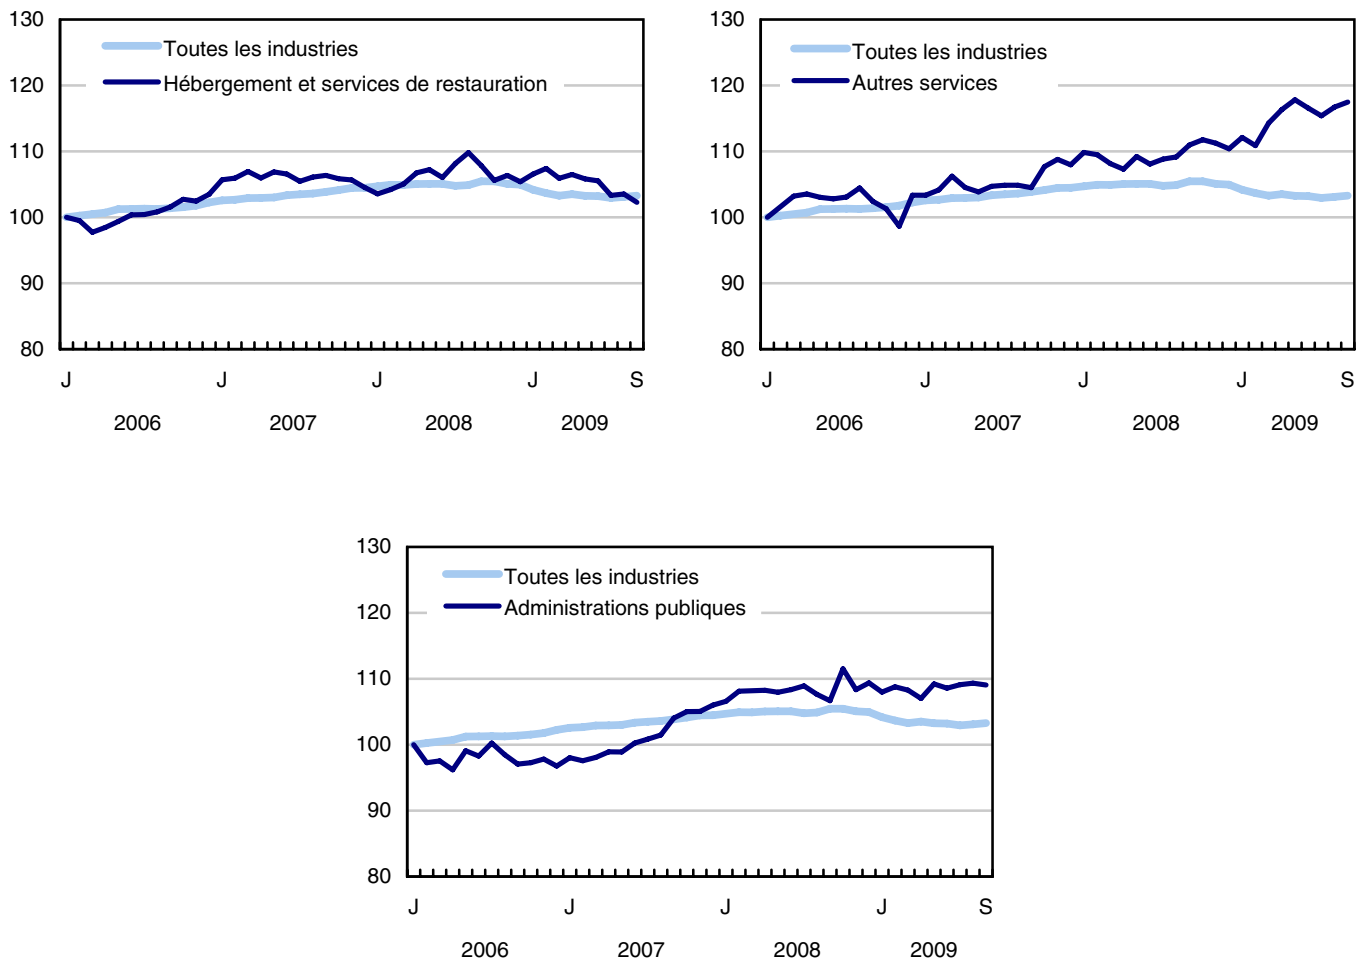 130
120
110
100
90
80
Toutes les industries
Hébergement et services de restauration
J J J J S
2006 2007 2008 2009
130
120
110
100
90
80
Toutes les industries
Autres services
J J J J S
2006 2007 2008 2009
130
120
110
100
90
80
Toutes les industries
Administrations publiques
J J J J S
2006 2007 2008 2009